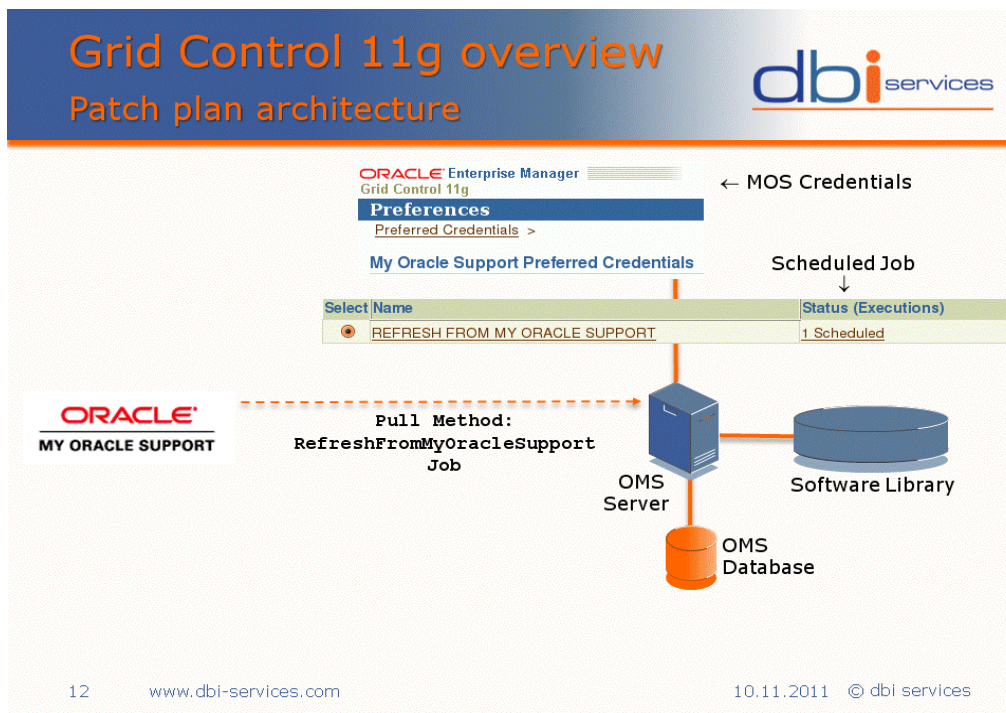 Grid Control 11g overview
Patch plan architecture
dbi services
ORACLE Enterprise Manager
Grid Control 11g
Preferences
Preferred Credentials >
My Oracle Support Preferred Credentials
← MOS Credentials
Scheduled Job
↓
Select Name Status (Executions)
REFRESH FROM MY ORACLE SUPPORT 1 Scheduled
ORACLE
MY ORACLE SUPPORT
Pull Method:
RefreshFromMyOracleSupport
Job
OMS
Server
Software Library
OMS
Database
12 www.dbi-services.com 10.11.2011 © dbi services